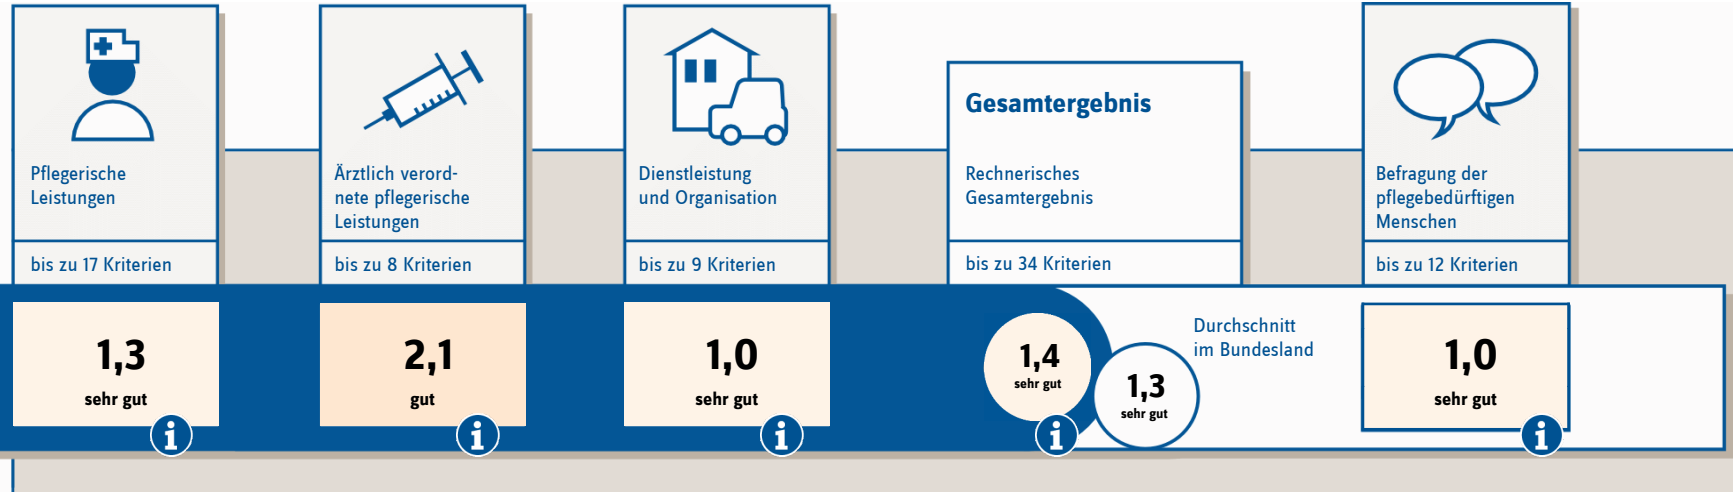 Pflegerische
Leistungen
bis zu 17 Kriterien
1,3
sehr gut
i
Ärztlich verord-
nete pflegerische
Leistungen
bis zu 8 Kriterien
2,1
gut
i
Dienstleistung
und Organisation
bis zu 9 Kriterien
1,0
sehr gut
i
Gesamtergebnis
Rechnerisches
Gesamtergebnis
bis zu 34 Kriterien
1,4
sehr gut
i
Durchschnitt
im Bundesland
1,3
sehr gut
Befragung der
pflegebedürftigen
Menschen
bis zu 12 Kriterien
1,0
sehr gut
i